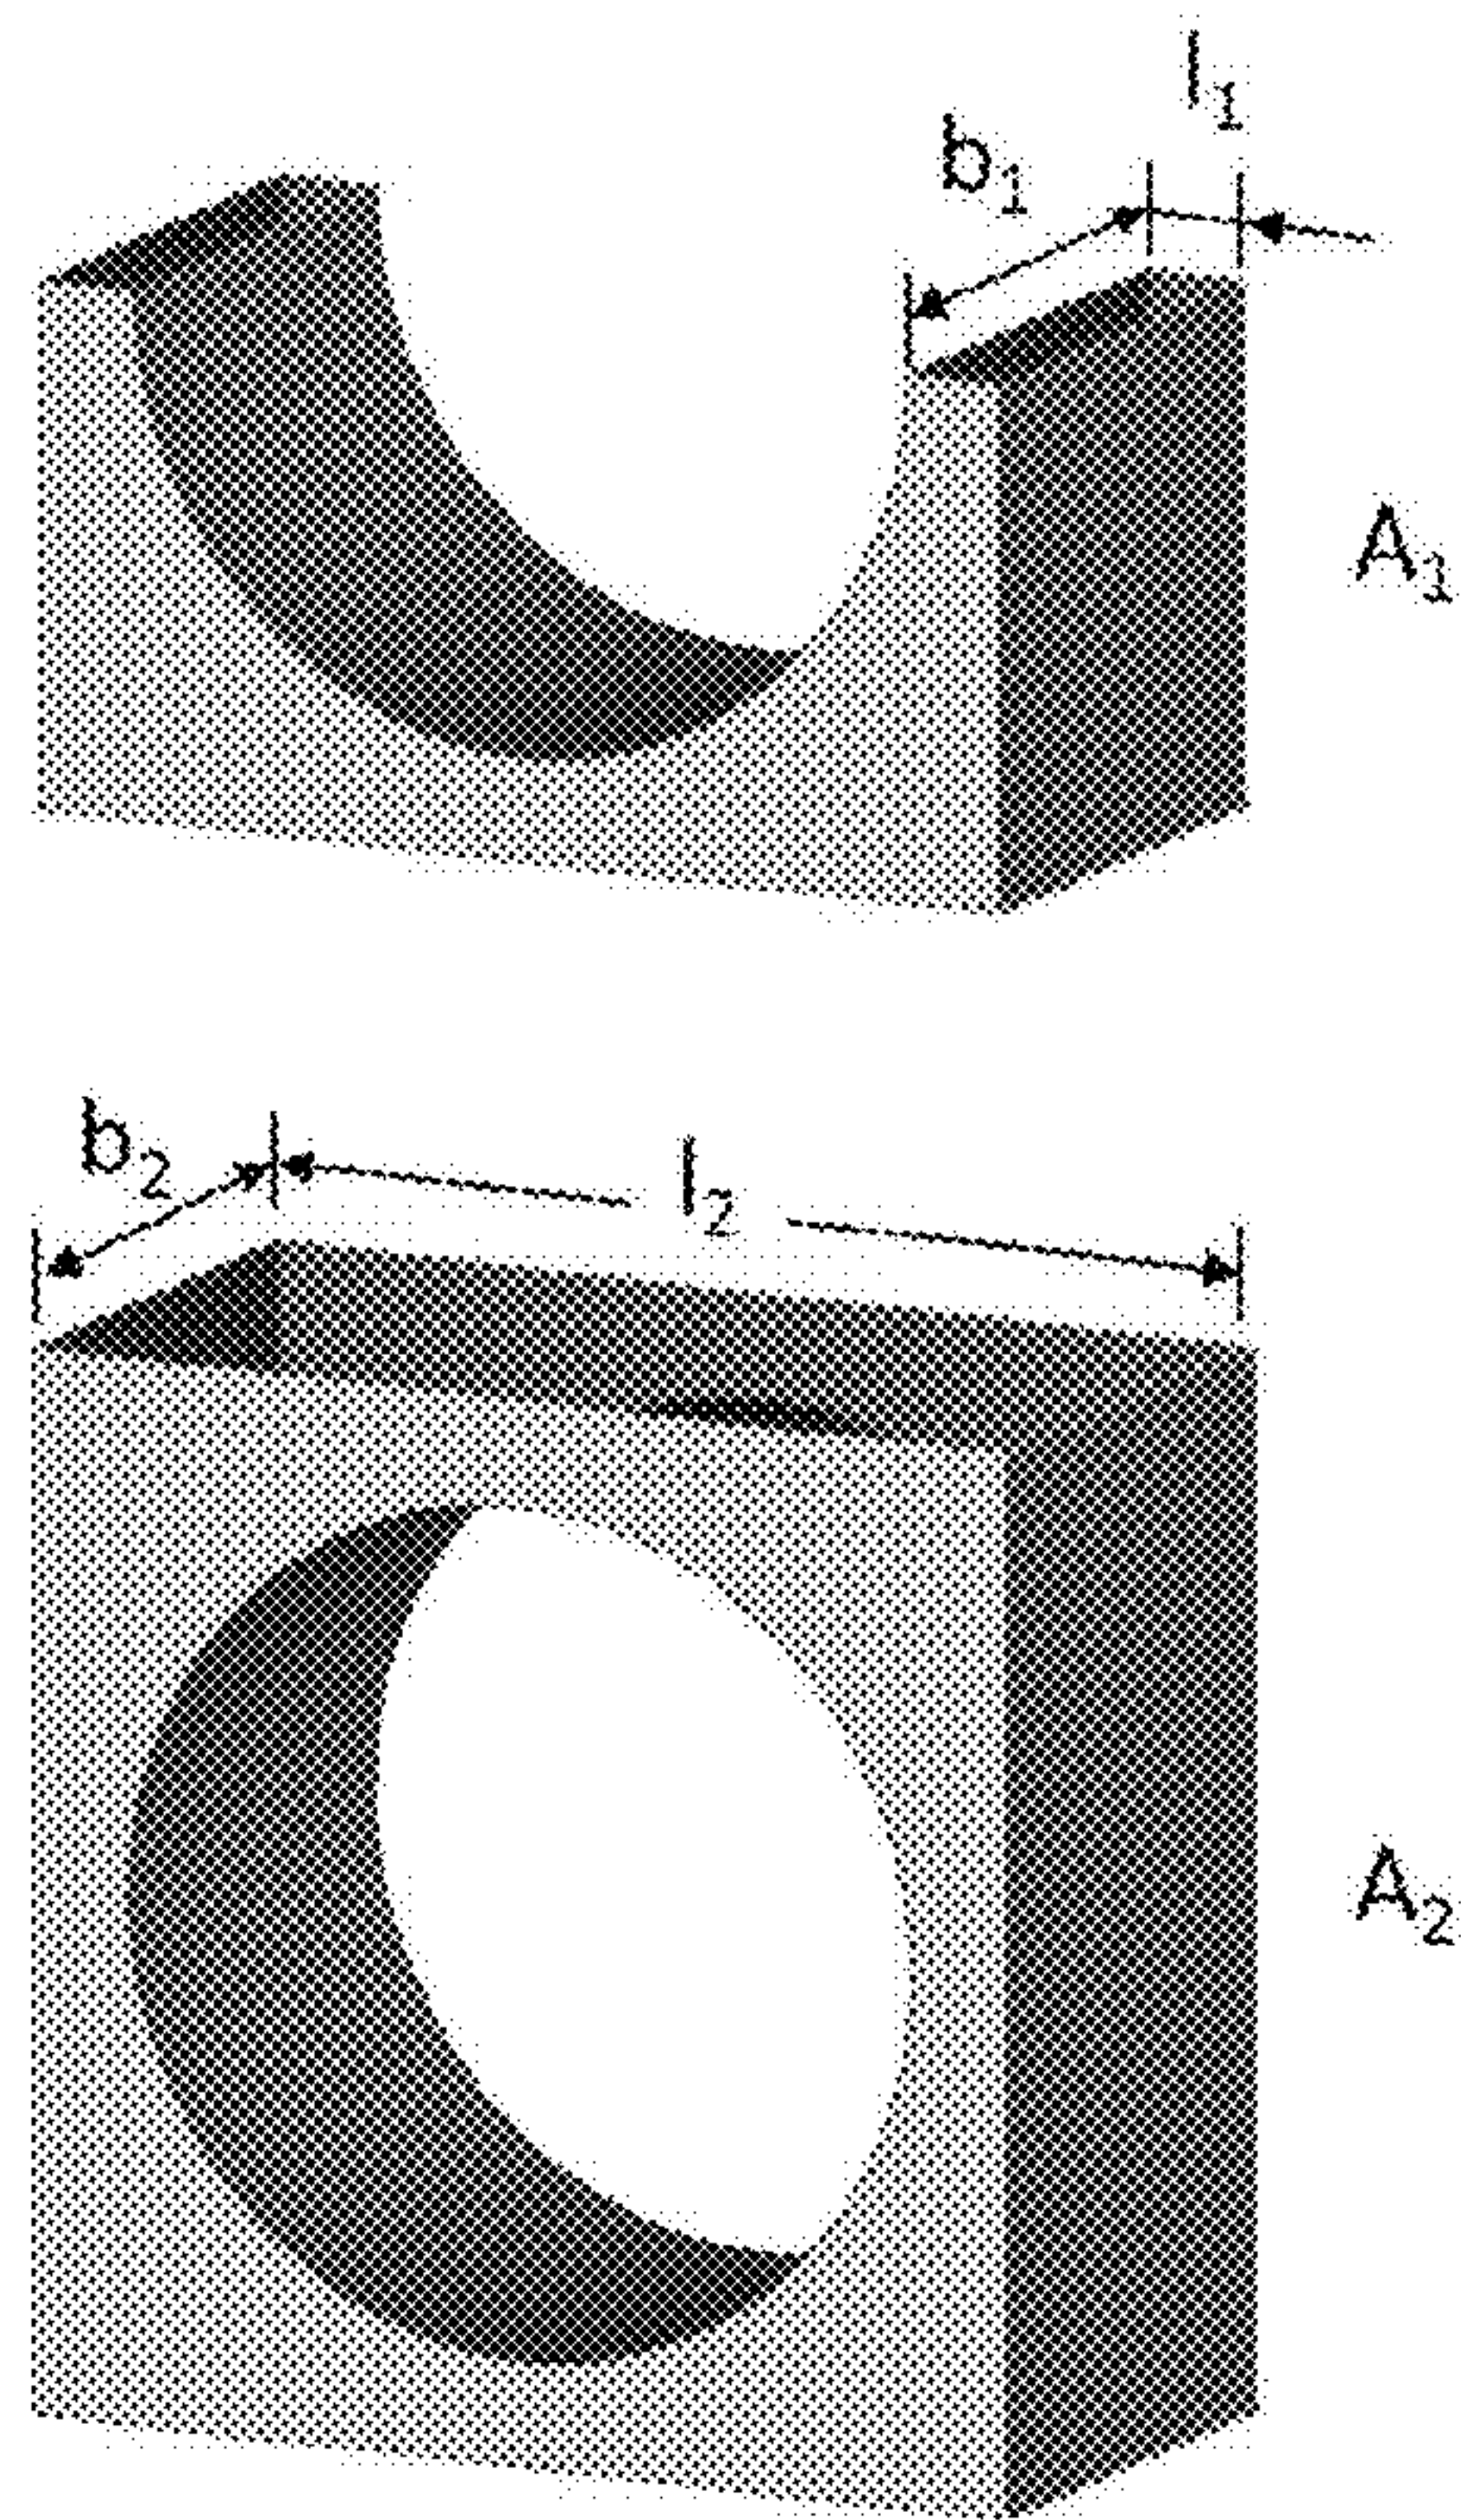 l₁
b₁
A₁
b₂
l₂
A₂